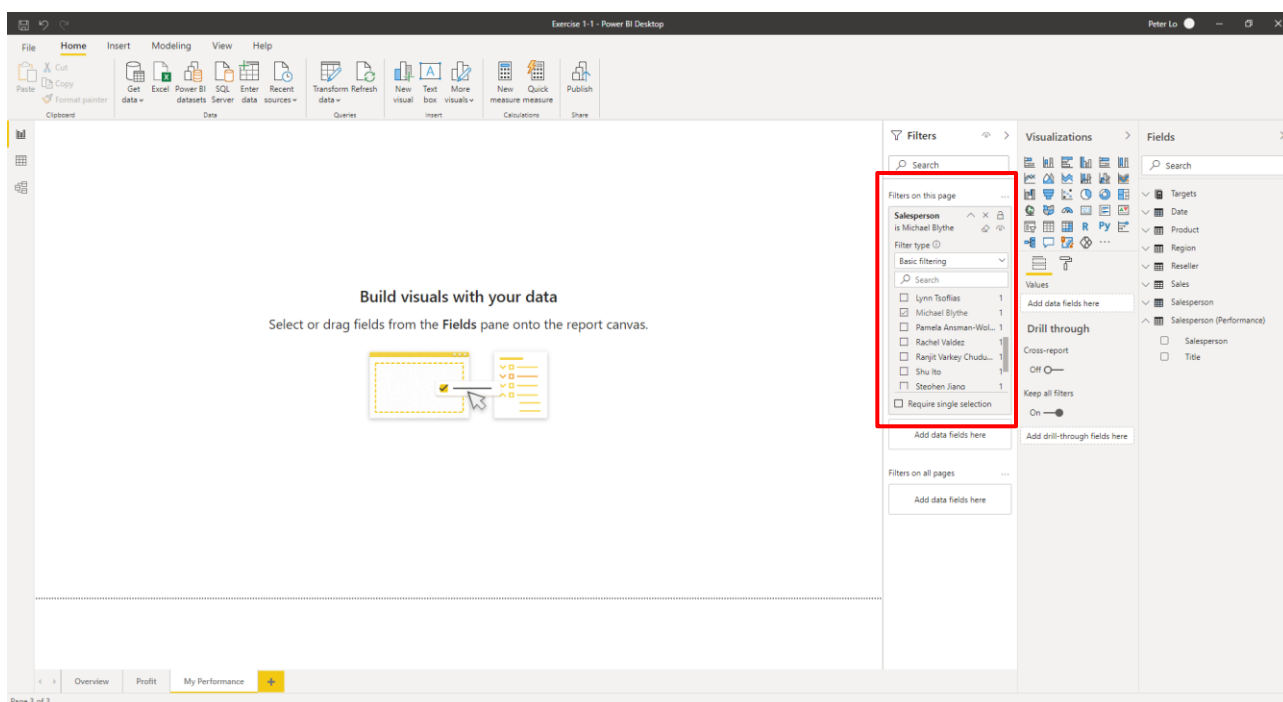 Exercise 1-1 - Power BI Desktop
Peter Lo
File Home Insert Modeling View Help
Paste
Cut
Copy
Format painter
Clipboard
Get data
Excel
Power BI datasets
SQL Server
Enter data
Recent sources
Data
Transform data
Refresh
Queries
New visual
Text box
More visuals
Insert
New measure
Quick measure
Calculations
Publish
Share
Build visuals with your data
Select or drag fields from the Fields pane onto the report canvas.
Filters
Search
Filters on this page ...
Salesperson
is Michael Blythe
Filter type
Basic filtering
Search
Lynn Tsoflias 1
Michael Blythe 1
Pamela Ansman-Wol... 1
Rachel Valdez 1
Ranjit Varkey Chudu... 1
Shu Ito 1
Stephen Jiang 1
Require single selection
Add data fields here
Filters on all pages ...
Add data fields here
Visualizations
R Py
...
Values
Add data fields here
Drill through
Cross-report
Off
Keep all filters
On
Add drill-through fields here
Fields
Search
Targets
Date
Product
Region
Reseller
Sales
Salesperson
Salesperson (Performance)
Salesperson
Title
Overview Profit My Performance +
Page 3 of 3